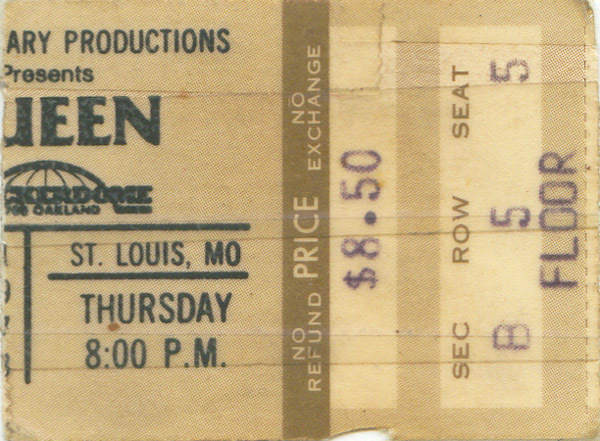 ARY PRODUCTIONS
Presents
UEEN
CHECKERDOME
ST. LOUIS, MO
THURSDAY
8:00 P.M.
NO REFUND PRICE NO EXCHANGE
$8.50
SEC ROW SEAT
B 5 5
FLOOR